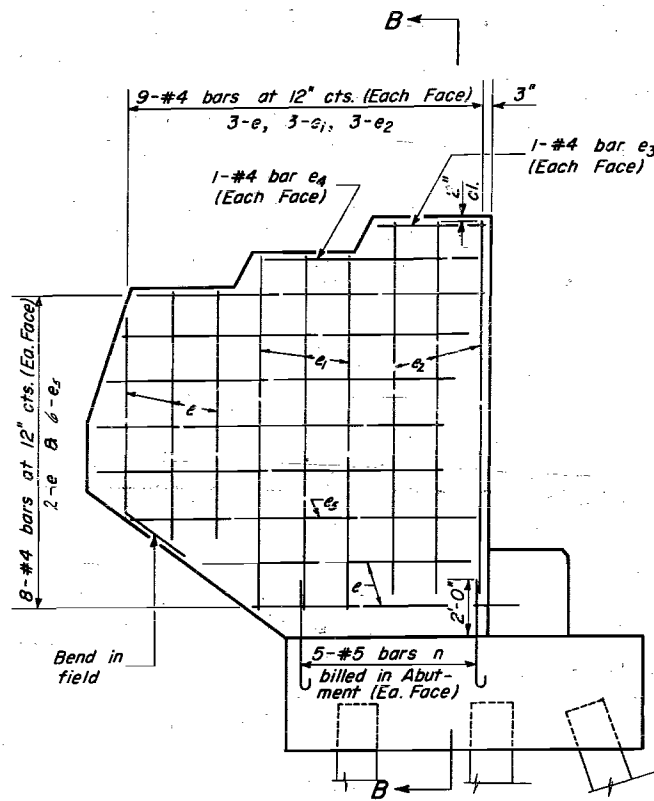 B
9-#4 bars at 12" cts. (Each Face)
3-e, 3-e1, 3-e2
3"
1-#4 bar e3
(Each Face)
1-#4 bar e4
(Each Face)
2"
cl.
8-#4 bars at 12" cts. (Ea. Face)
2-e & 6-e5
e1
e2
e
e5
e
2'-0"
Bend in
field
5-#5 bars n
billed in Abut-
ment (Ea. Face)
B